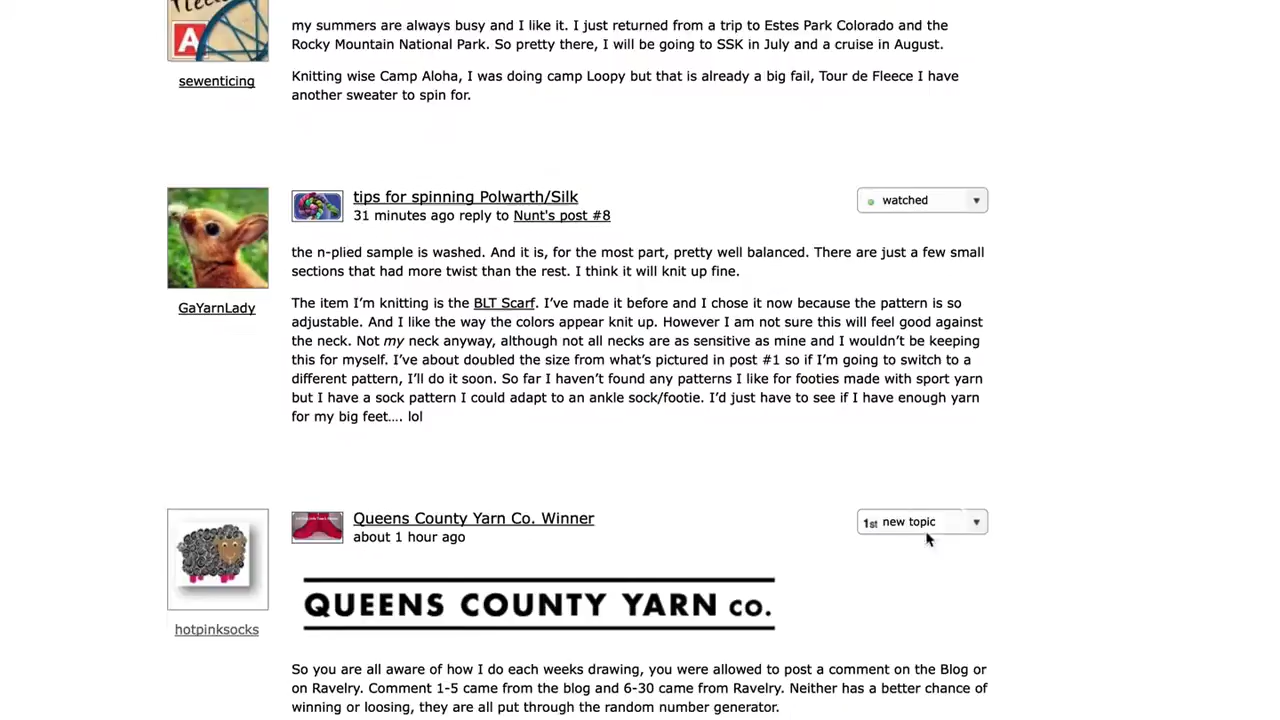 my summers are always busy and I like it. I just returned from a trip to Estes Park Colorado and the
Rocky Mountain National Park. So pretty there, I will be going to SSK in July and a cruise in August.
A
sewenticing
Knitting wise Camp Aloha, I was doing camp Loopy but that is already a big fail, Tour de Fleece I have
another sweater to spin for.
tips for spinning Polwarth/Silk
watched
31 minutes ago reply to Nunt's post #8
GaYarnLady
the n-plied sample is washed. And it is, for the most part, pretty well balanced. There are just a few small
sections that had more twist than the rest. I think it will knit up fine.
The item I’m knitting is the BLT Scarf. I’ve made it before and I chose it now because the pattern is so
adjustable. And I like the way the colors appear knit up. However I am not sure this will feel good against
the neck. Not my neck anyway, although not all necks are as sensitive as mine and I wouldn’t be keeping
this for myself. I’ve about doubled the size from what’s pictured in post #1 so if I’m going to switch to a
different pattern, I’ll do it soon. So far I haven’t found any patterns I like for footies made with sport yarn
but I have a sock pattern I could adapt to an ankle sock/footie. I’d just have to see if I have enough yarn
for my big feet…. lol
Queens County Yarn Co. Winner
1st new topic
about 1 hour ago
hotpinksocks
QUEENS COUNTY YARN CO.
So you are all aware of how I do each weeks drawing, you were allowed to post a comment on the Blog or
on Ravelry. Comment 1-5 came from the blog and 6-30 came from Ravelry. Neither has a better chance of
winning or loosing, they are all put through the random number generator.